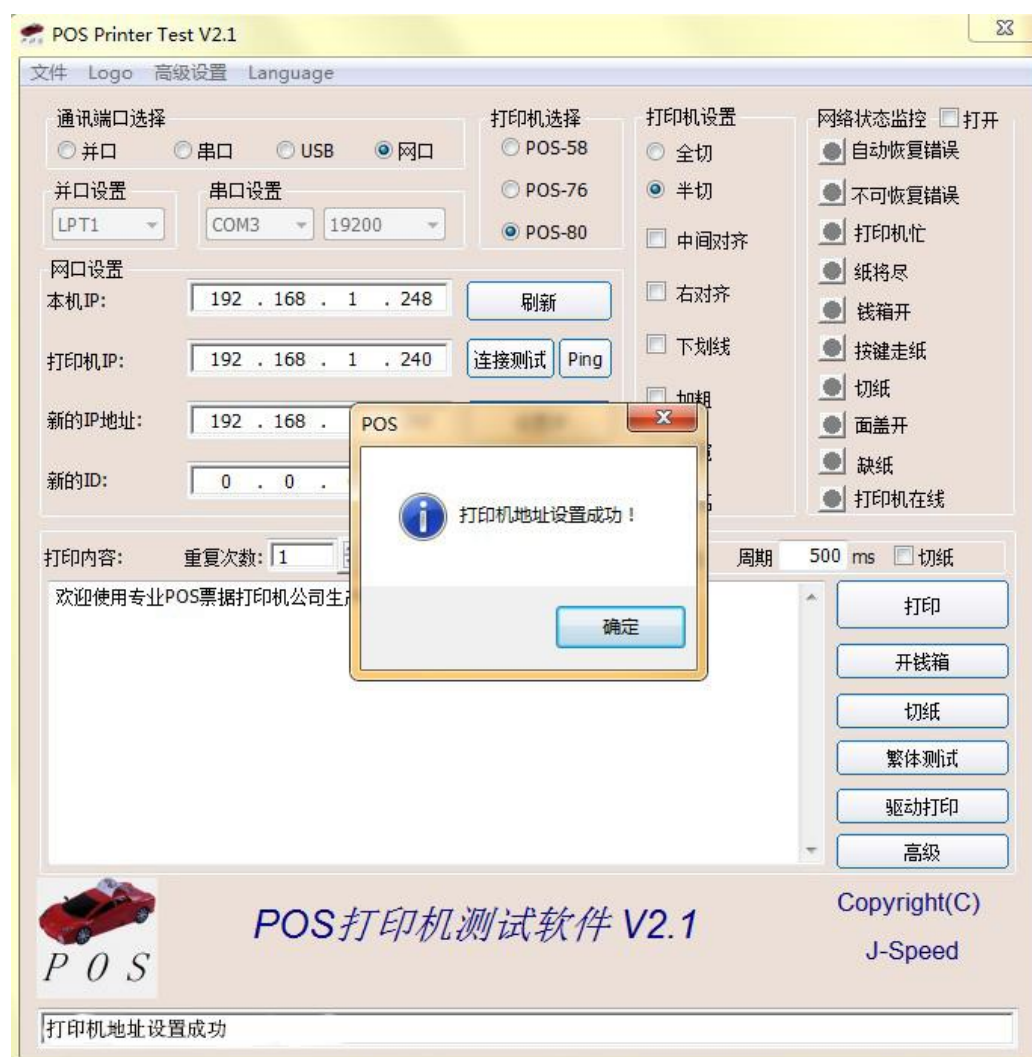 POS Printer Test V2.1
文件 Logo 高级设置 Language
通讯端口选择
并口 串口 USB 网口
并口设置
LPT1
串口设置
COM3 19200
打印机选择
POS-58
POS-76
POS-80
打印机设置
全切
半切
中间对齐
右对齐
下划线
加粗
网络状态监控 打开
自动恢复错误
不可恢复错误
打印机忙
纸将尽
钱箱开
按键走纸
切纸
面盖开
缺纸
打印机在线
网口设置
本机IP: 192 . 168 . 1 . 248 刷新
打印机IP: 192 . 168 . 1 . 240 连接测试 Ping
新的IP地址: 192 . 168 .
新的ID: 0 . 0 .
POS
打印机地址设置成功！
确定
打印内容: 重复次数: 1 周期 500 ms 切纸
欢迎使用专业POS票据打印机公司生产
打印
开钱箱
切纸
繁体测试
驱动打印
高级
POS
POS打印机测试软件 V2.1
Copyright(C)
J-Speed
打印机地址设置成功